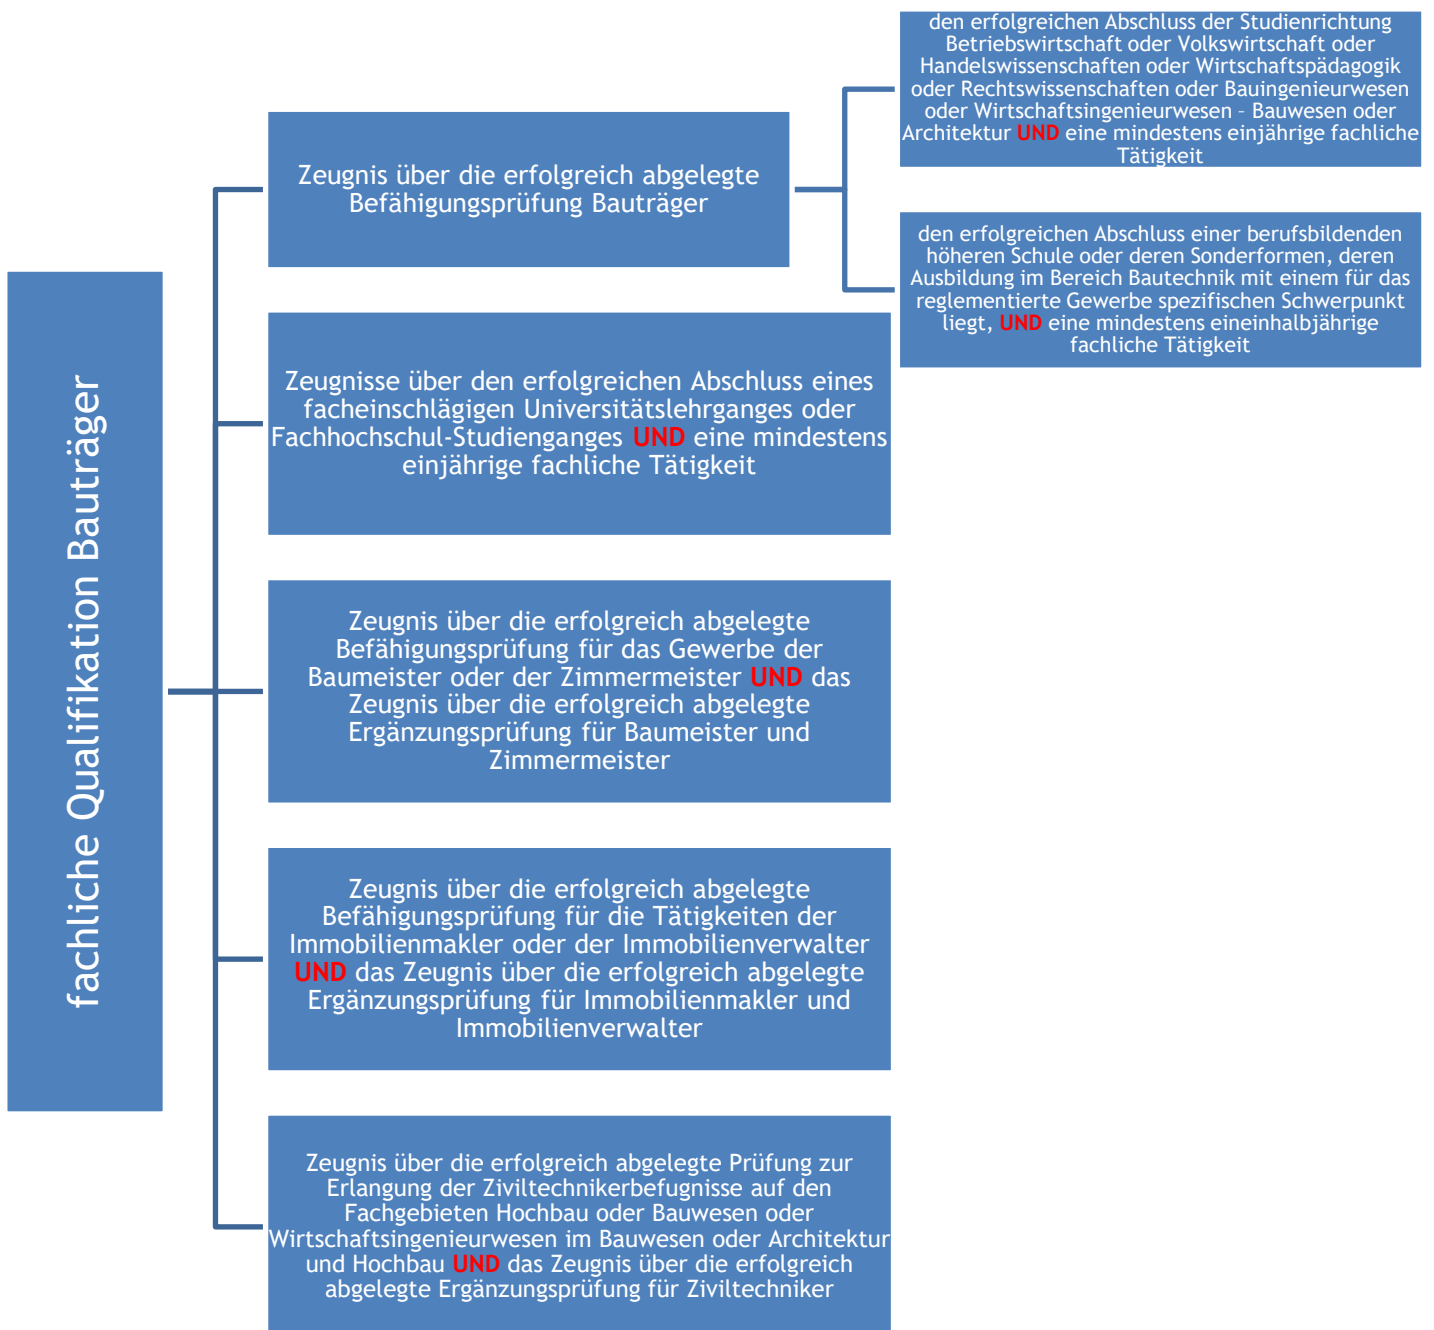 fachliche Qualifikation Bauträger
Zeugnis über die erfolgreich abgelegte
Befähigungsprüfung Bauträger
den erfolgreichen Abschluss der Studienrichtung
Betriebswirtschaft oder Volkswirtschaft oder
Handelswissenschaften oder Wirtschaftspädagogik
oder Rechtswissenschaften oder Bauingenieurwesen
oder Wirtschaftsingenieurwesen – Bauwesen oder
Architektur UND eine mindestens einjährige fachliche
Tätigkeit
den erfolgreichen Abschluss einer berufsbildenden
höheren Schule oder deren Sonderformen, deren
Ausbildung im Bereich Bautechnik mit einem für das
reglementierte Gewerbe spezifischen Schwerpunkt
liegt, UND eine mindestens eineinhalbjährige
fachliche Tätigkeit
Zeugnisse über den erfolgreichen Abschluss eines
facheinschlägigen Universitätslehrganges oder
Fachhochschul-Studienganges UND eine mindestens
einjährige fachliche Tätigkeit
Zeugnis über die erfolgreich abgelegte
Befähigungsprüfung für das Gewerbe der
Baumeister oder der Zimmermeister UND das
Zeugnis über die erfolgreich abgelegte
Ergänzungsprüfung für Baumeister und
Zimmermeister
Zeugnis über die erfolgreich abgelegte
Befähigungsprüfung für die Tätigkeiten der
Immobilienmakler oder der Immobilienverwalter
UND das Zeugnis über die erfolgreich abgelegte
Ergänzungsprüfung für Immobilienmakler und
Immobilienverwalter
Zeugnis über die erfolgreich abgelegte Prüfung zur
Erlangung der Ziviltechnikerbefugnisse auf den
Fachgebieten Hochbau oder Bauwesen oder
Wirtschaftsingenieurwesen im Bauwesen oder Architektur
und Hochbau UND das Zeugnis über die erfolgreich
abgelegte Ergänzungsprüfung für Ziviltechniker